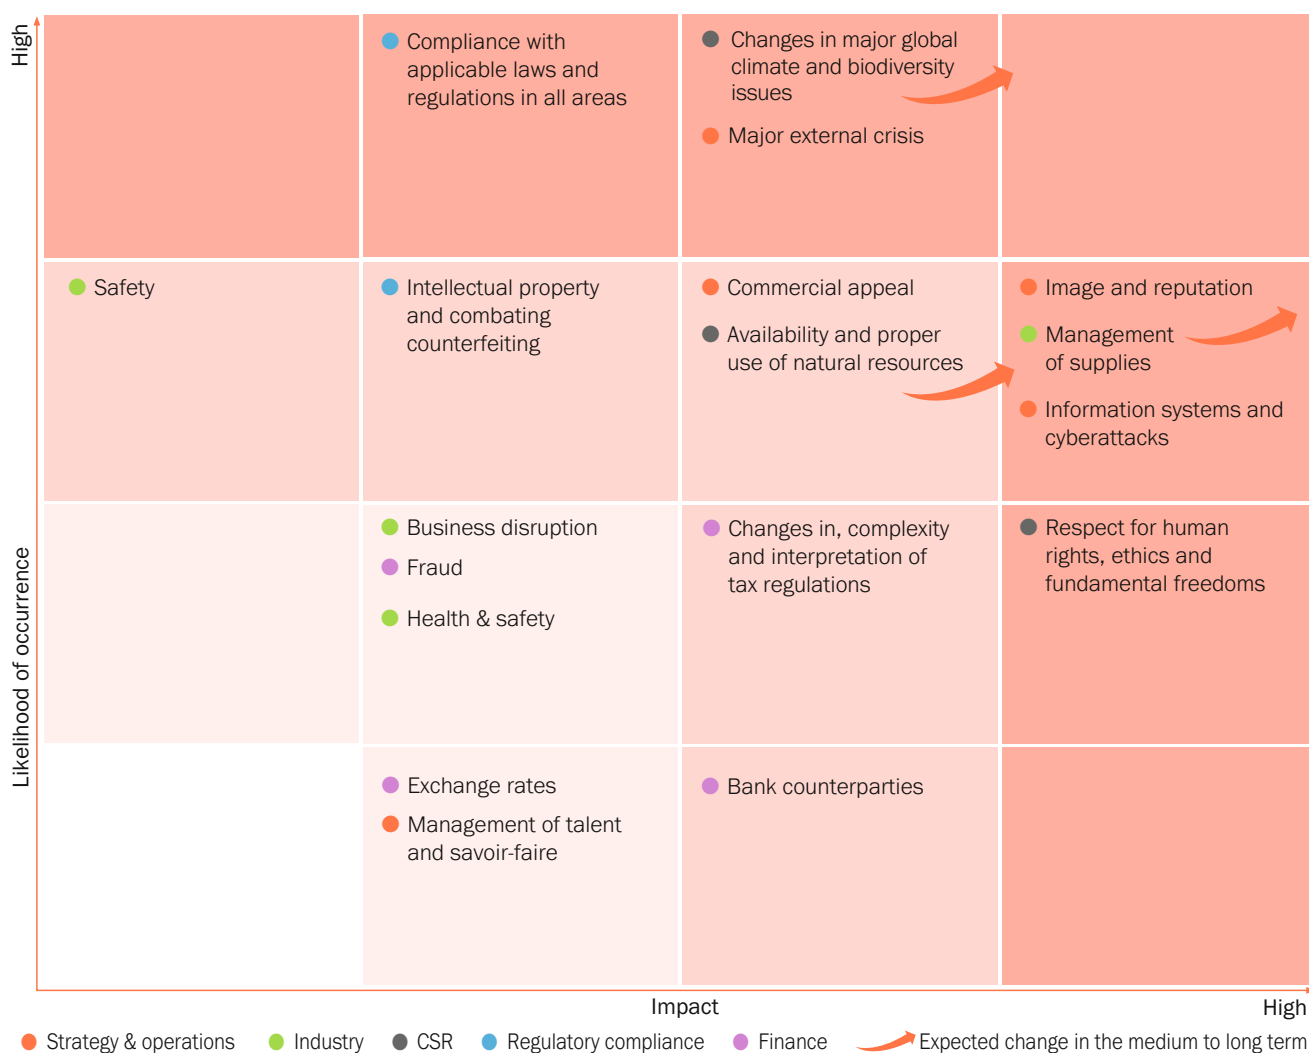 High
Compliance with
applicable laws and
regulations in all areas
Changes in major global
climate and biodiversity
issues
Major external crisis
Safety
Intellectual property
and combating
counterfeiting
Commercial appeal
Availability and proper
use of natural resources
Image and reputation
Management
of supplies
Information systems and
cyberattacks
Likelihood of occurrence
Business disruption
Fraud
Health & safety
Changes in, complexity
and interpretation of
tax regulations
Respect for human
rights, ethics and
fundamental freedoms
Exchange rates
Management of talent
and savoir-faire
Bank counterparties
Impact
High
Strategy & operations
Industry
CSR
Regulatory compliance
Finance
Expected change in the medium to long term